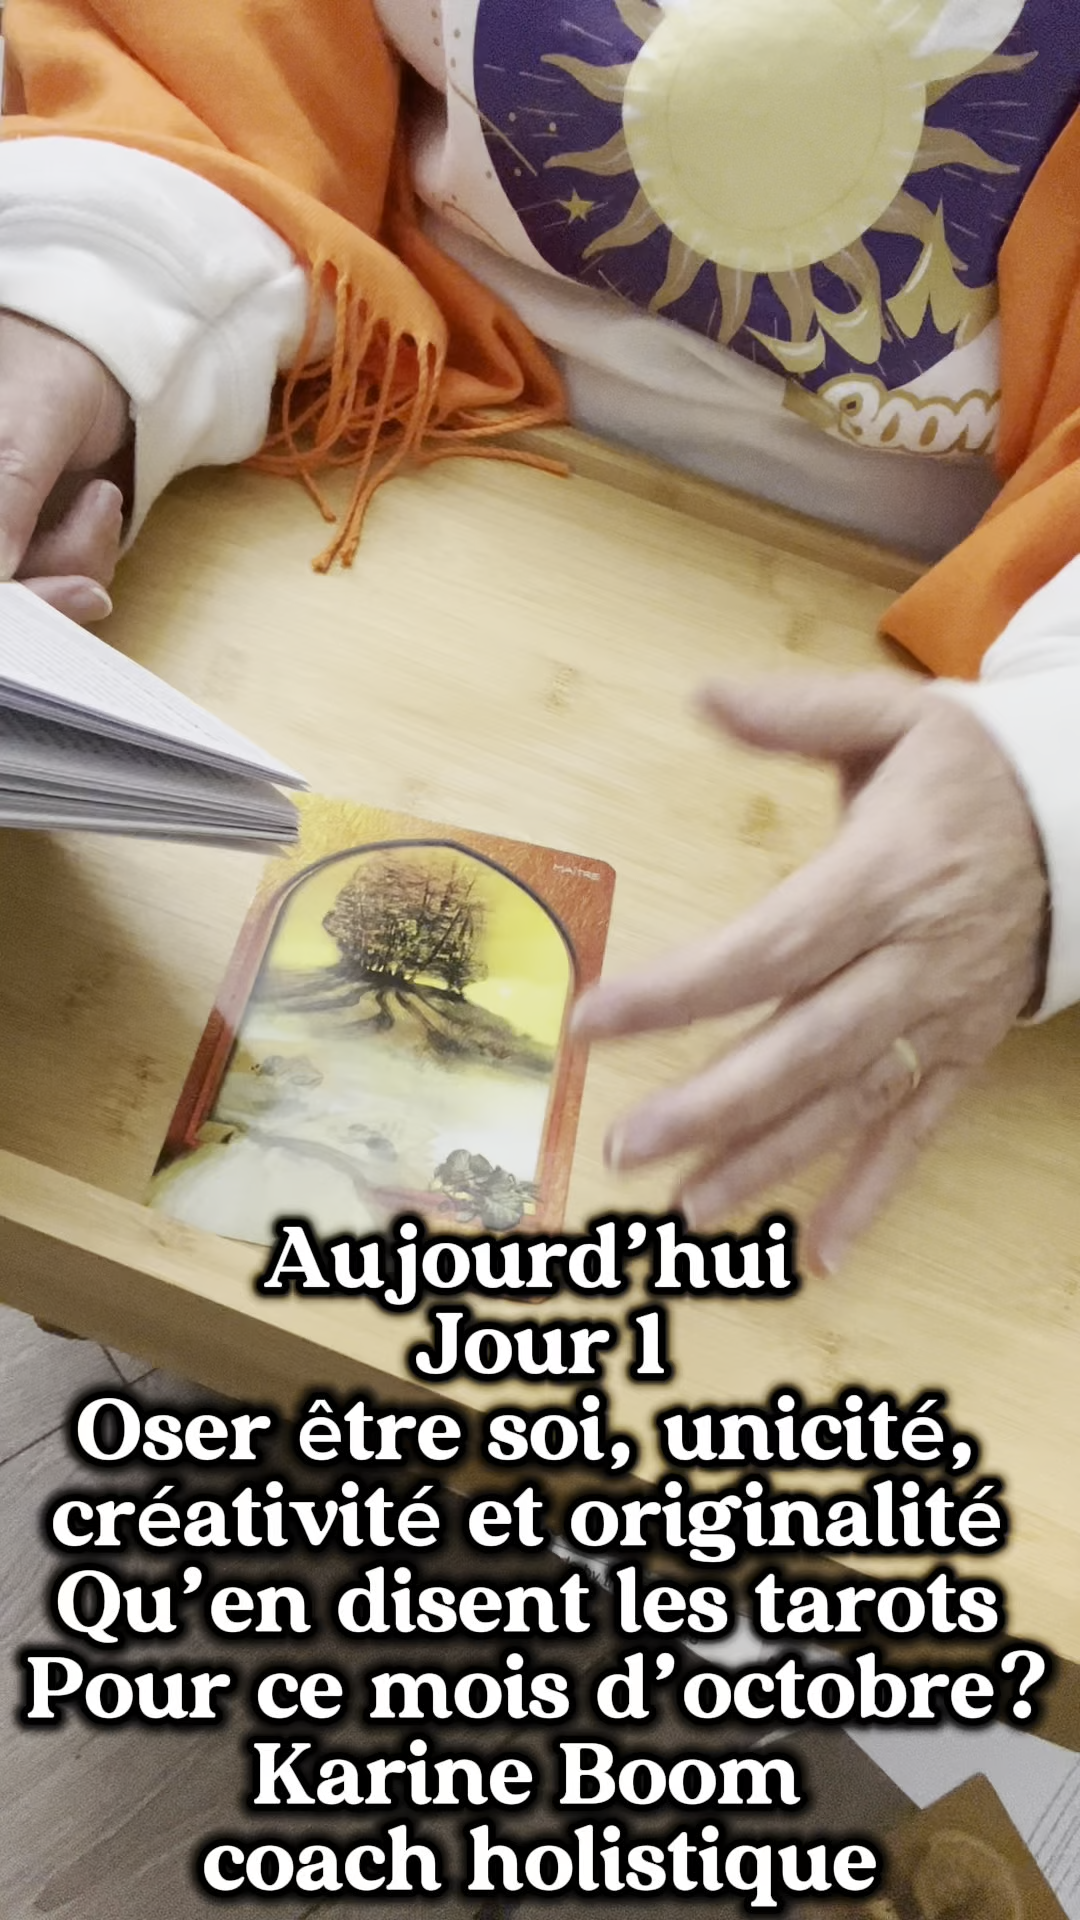 MAÎTRE
Aujourd’hui
Jour 1
Oser être soi, unicité,
créativité et originalité
Qu’en disent les tarots
Pour ce mois d’octobre?
Karine Boom
coach holistique